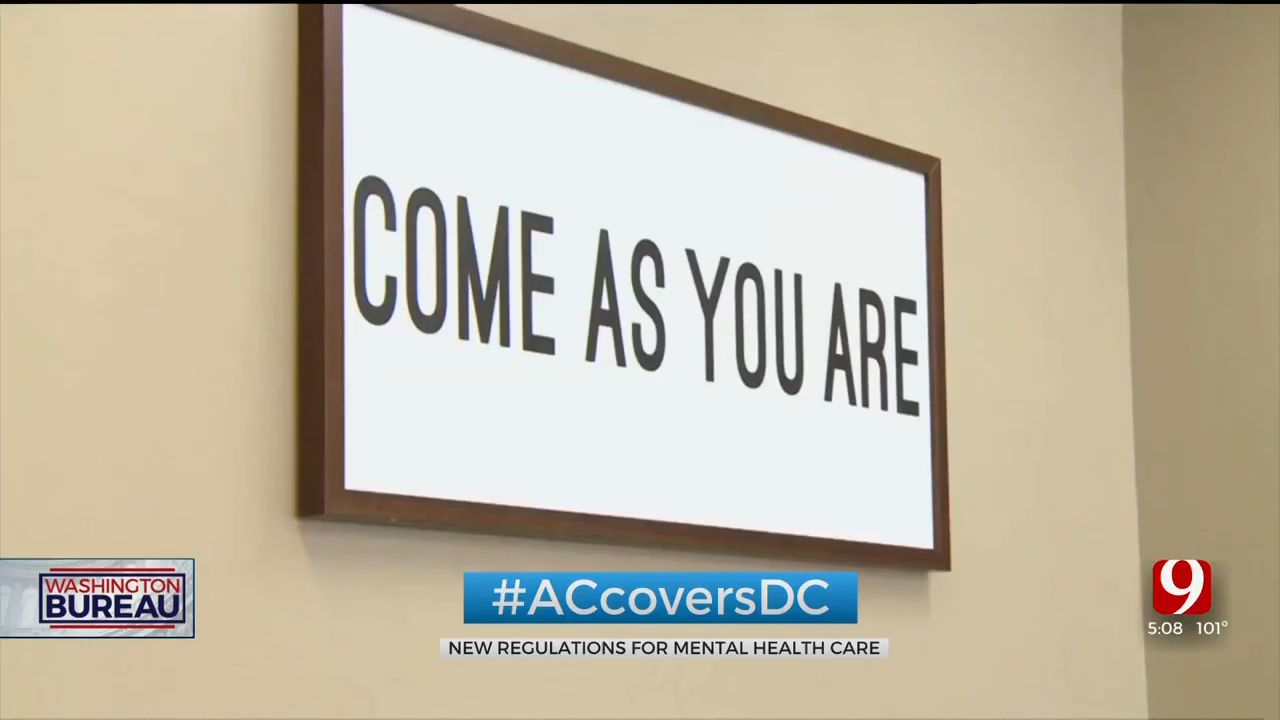 COME AS YOU ARE
WASHINGTON
BUREAU
#ACcoversDC
NEW REGULATIONS FOR MENTAL HEALTH CARE
9
5:08 101°